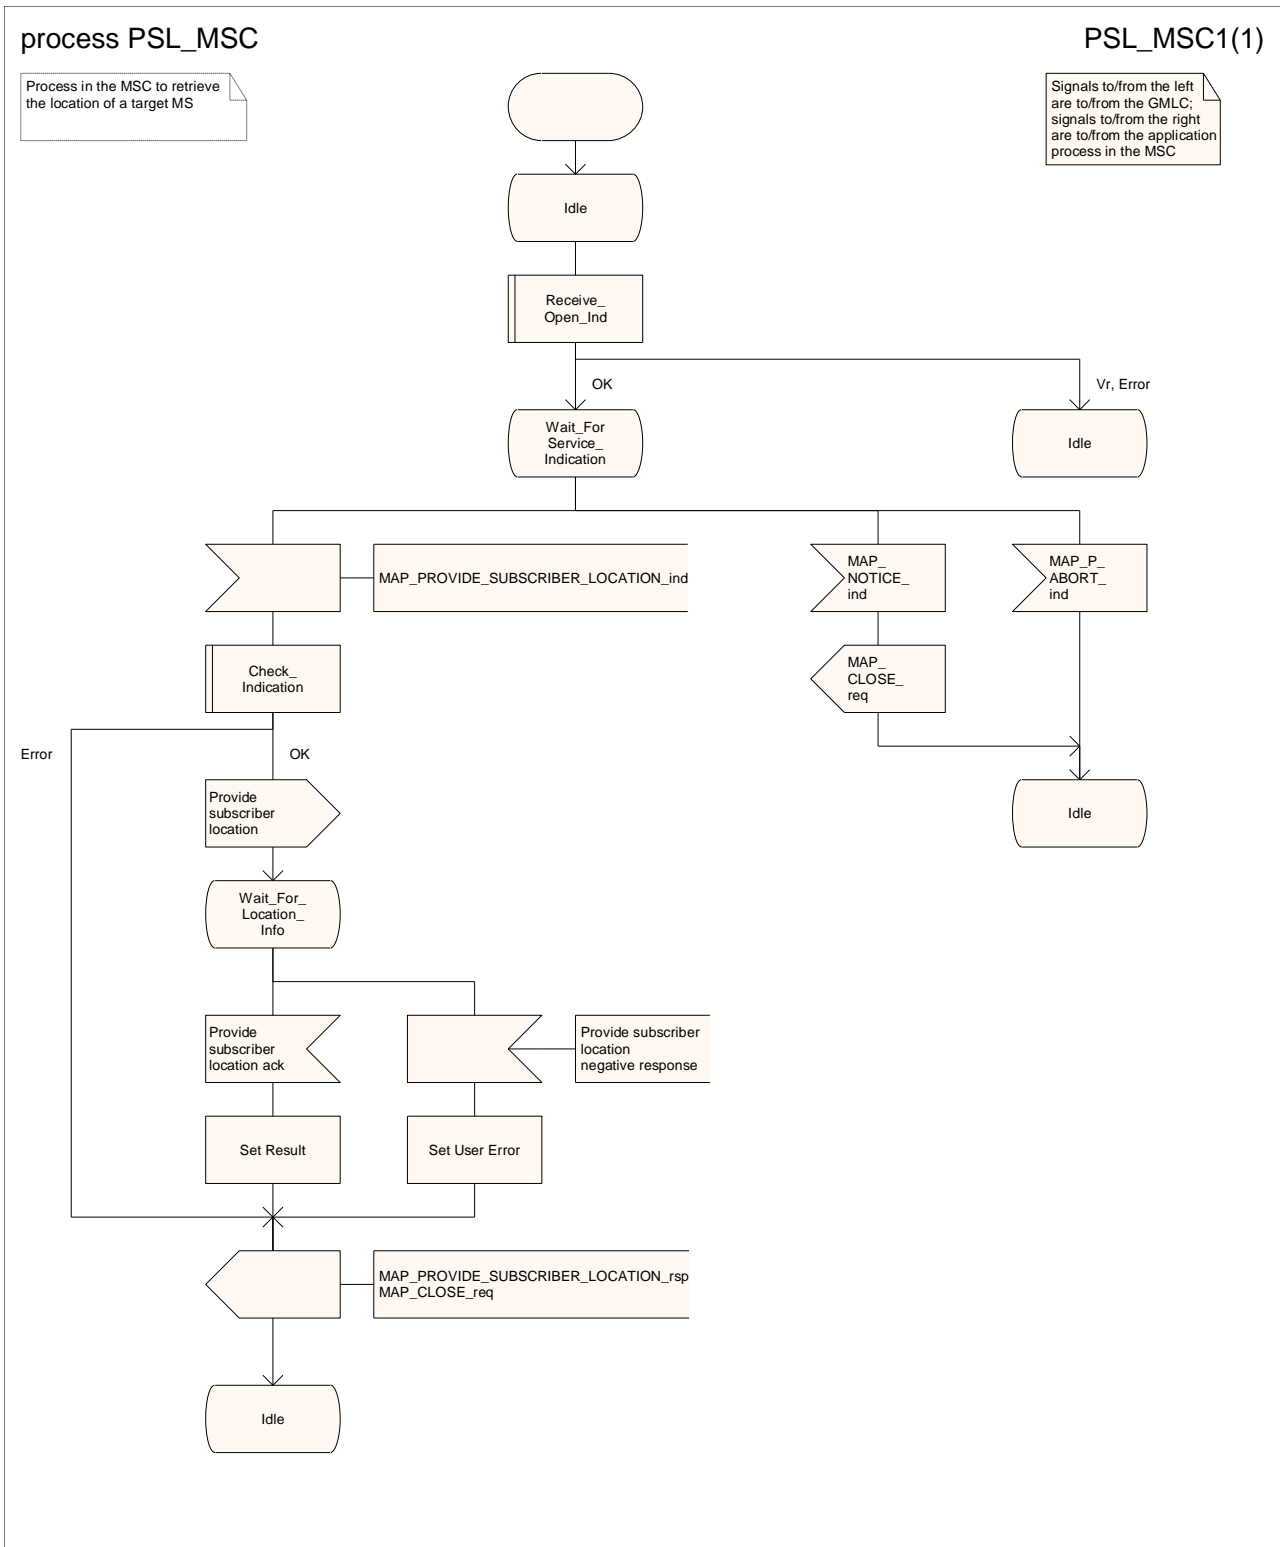 process PSL_MSC
PSL_MSC1(1)
Process in the MSC to retrieve
the location of a target MS
Signals to/from the left
are to/from the GMLC;
signals to/from the right
are to/from the application
process in the MSC
Idle
Receive_
Open_Ind
OK
Vr, Error
Wait_For
Service_
Indication
Idle
MAP_PROVIDE_SUBSCRIBER_LOCATION_ind
MAP_
NOTICE_
ind
MAP_P_
ABORT_
ind
Check_
Indication
MAP_
CLOSE_
req
Error
OK
Provide
subscriber
location
Idle
Wait_For_
Location_
Info
Provide
subscriber
location ack
Provide subscriber
location
negative response
Set Result
Set User Error
MAP_PROVIDE_SUBSCRIBER_LOCATION_rsp
MAP_CLOSE_req
Idle